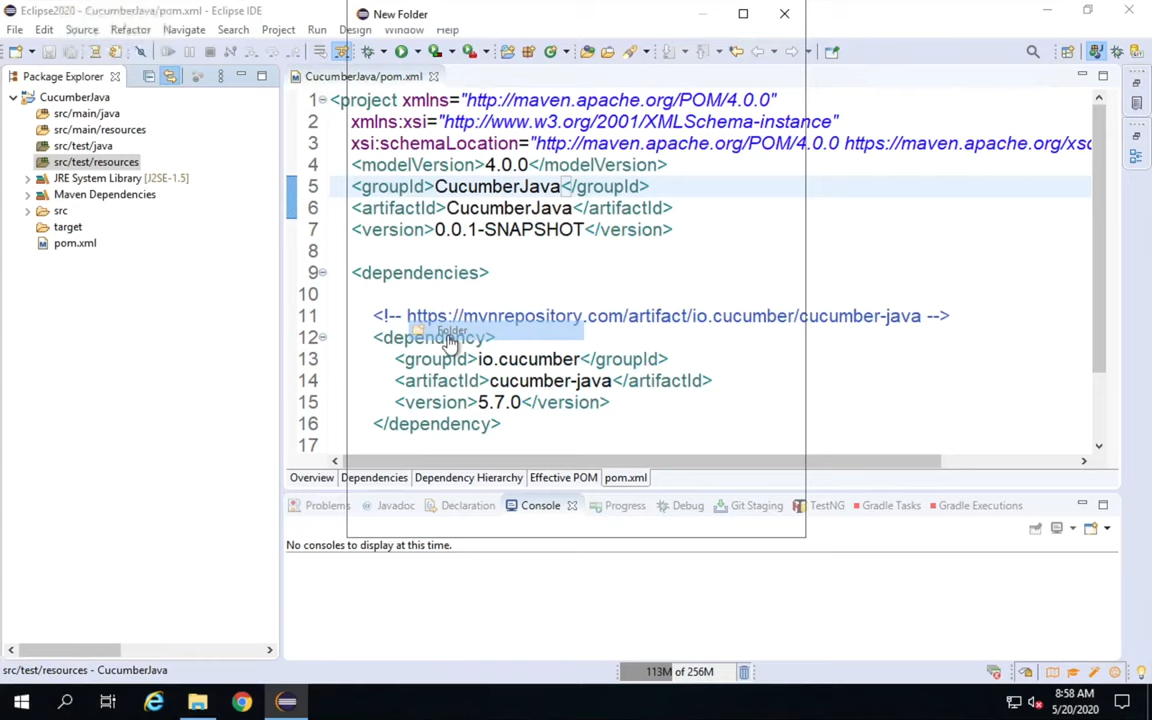 Eclipse2020 - CucumberJava/pom.xml - Eclipse IDE
New Folder
File Edit Source Refactor Navigate Search Project Run Design Window Help
Package Explorer
CucumberJava/pom.xml
CucumberJava
src/main/java
src/main/resources
src/test/java
src/test/resources
JRE System Library [J2SE-1.5]
Maven Dependencies
src
target
pom.xml
1 <project xmlns="http://maven.apache.org/POM/4.0.0"
2 xmlns:xsi="http://www.w3.org/2001/XMLSchema-instance"
3 xsi:schemaLocation="http://maven.apache.org/POM/4.0.0 https://maven.apache.org/xsd
4 <modelVersion>4.0.0</modelVersion>
5 <groupId>CucumberJava</groupId>
6 <artifactId>CucumberJava</artifactId>
7 <version>0.0.1-SNAPSHOT</version>
8
9 <dependencies>
10
11 <!-- https://mvnrepository.com/artifact/io.cucumber/cucumber-java -->
Folder
12 <dependency>
13 <groupId>io.cucumber</groupId>
14 <artifactId>cucumber-java</artifactId>
15 <version>5.7.0</version>
16 </dependency>
17
Overview Dependencies Dependency Hierarchy Effective POM pom.xml
Problems Javadoc Declaration Console Progress Debug Git Staging TestNG Gradle Tasks Gradle Executions
No consoles to display at this time.
src/test/resources - CucumberJava
113M of 256M
8:58 AM
5/20/2020